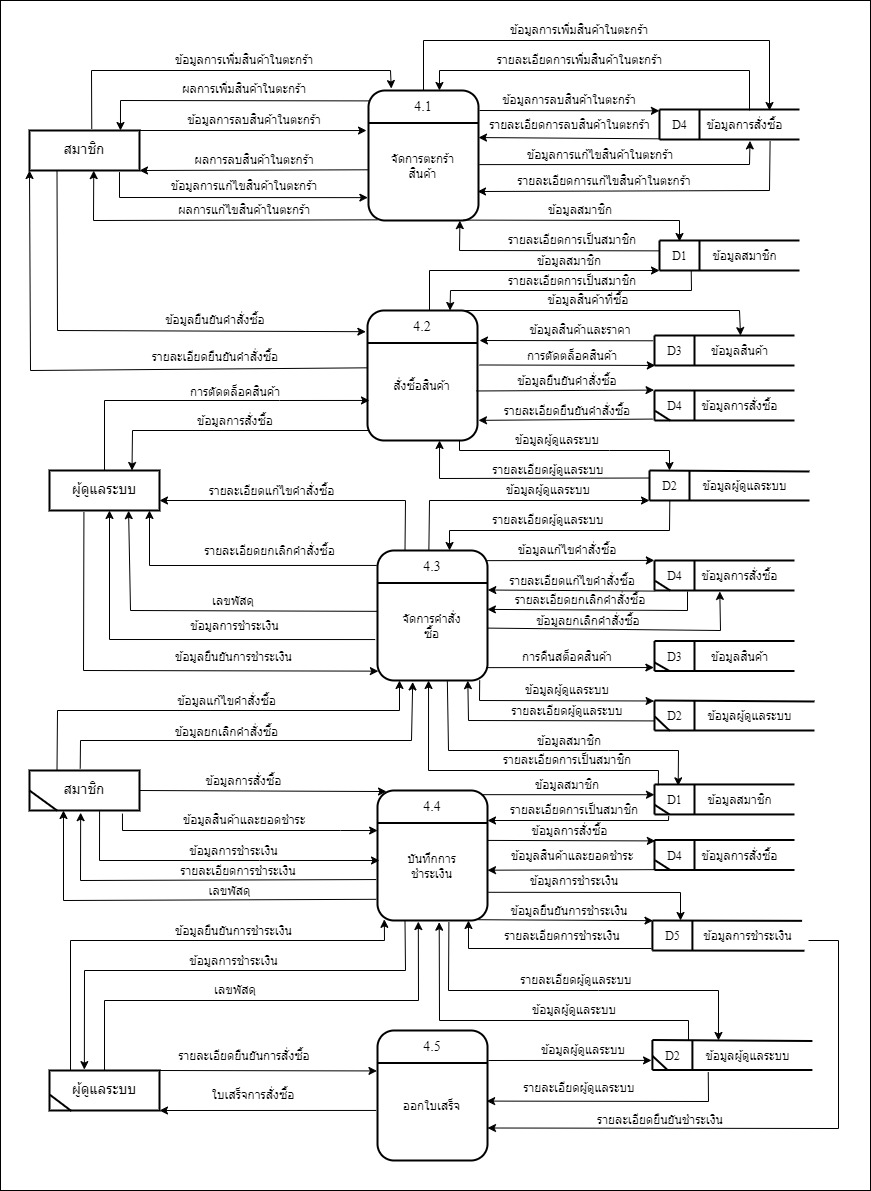 ข้อมูลการเพิ่มสินค้าในตะกร้า
ข้อมูลการเพิ่มสินค้าในตะกร้า
รายละเอียดการเพิ่มสินค้าในตะกร้า
ผลการเพิ่มสินค้าในตะกร้า
4.1
ข้อมูลการลบสินค้าในตะกร้า
ข้อมูลการลบสินค้าในตะกร้า
รายละเอียดการลบสินค้าในตะกร้า
D4
ข้อมูลการสั่งซื้อ
สมาชิก
จัดการตะกร้า
สินค้า
ผลการลบสินค้าในตะกร้า
ข้อมูลการแก้ไขสินค้าในตะกร้า
ข้อมูลการแก้ไขสินค้าในตะกร้า
รายละเอียดการแก้ไขสินค้าในตะกร้า
ผลการแก้ไขสินค้าในตะกร้า
ข้อมูลสมาชิก
รายละเอียดการเป็นสมาชิก
D1
ข้อมูลสมาชิก
ข้อมูลสมาชิก
รายละเอียดการเป็นสมาชิก
ข้อมูลสินค้าที่ซื้อ
ข้อมูลยืนยันคำสั่งซื้อ
4.2
ข้อมูลสินค้าและราคา
D3
ข้อมูลสินค้า
รายละเอียดยืนยันคำสั่งซื้อ
การตัดตล็อคสินค้า
สั่งซื้อสินค้า
การตัดตล็อคสินค้า
ข้อมูลยืนยันคำสั่งซื้อ
D4
ข้อมูลการสั่งซื้อ
ข้อมูลการสั่งซื้อ
รายละเอียดยืนยันคำสั่งซื้อ
ข้อมูลผู้ดูแลระบบ
รายละเอียดผู้ดูแลระบบ
D2
ข้อมูลผู้ดูแลระบบ
ผู้ดูแลระบบ
รายละเอียดแก้ไขคำสั่งซื้อ
ข้อมูลผู้ดูแลระบบ
รายละเอียดผู้ดูแลระบบ
รายละเอียดยกเลิกคำสั่งซื้อ
4.3
ข้อมูลแก้ไขคำสั่งซื้อ
รายละเอียดแก้ไขคำสั่งซื้อ
D4
ข้อมูลการสั่งซื้อ
เลขพัสดุ
รายละเอียดยกเลิกคำสั่งซื้อ
ข้อมูลยกเลิกคำสั่งซื้อ
จัดการคำสั่ง
ซื้อ
ข้อมูลการชำระเงิน
ข้อมูลยืนยันการชำระเงิน
การคืนสต็อคสินค้า
D3
ข้อมูลสินค้า
ข้อมูลแก้ไขคำสั่งซื้อ
ข้อมูลผู้ดูแลระบบ
รายละเอียดผู้ดูแลระบบ
D2
ข้อมูลผู้ดูแลระบบ
ข้อมูลยกเลิกคำสั่งซื้อ
ข้อมูลสมาชิก
รายละเอียดการเป็นสมาชิก
สมาชิก
ข้อมูลการสั่งซื้อ
ข้อมูลสมาชิก
D1
ข้อมูลสมาชิก
4.4
รายละเอียดการเป็นสมาชิก
ข้อมูลสินค้าและยอดชำระ
ข้อมูลการสั่งซื้อ
ข้อมูลการชำระเงิน
บันทึกการ
ชำระเงิน
ข้อมูลสินค้าและยอดชำระ
D4
ข้อมูลการสั่งซื้อ
รายละเอียดการชำระเงิน
ข้อมูลการชำระเงิน
เลขพัสดุ
ข้อมูลยืนยันการชำระเงิน
ข้อมูลยืนยันการชำระเงิน
รายละเอียดการชำระเงิน
D5
ข้อมูลการชำระเงิน
ข้อมูลการชำระเงิน
รายละเอียดผู้ดูแลระบบ
เลขพัสดุ
ข้อมูลผู้ดูแลระบบ
4.5
ข้อมูลผู้ดูแลระบบ
D2
ข้อมูลผู้ดูแลระบบ
รายละเอียดยืนยันการสั่งซื้อ
ผู้ดูแลระบบ
ใบเสร็จการสั่งซื้อ
ออกใบเสร็จ
รายละเอียดผู้ดูแลระบบ
รายละเอียดยืนยันชำระเงิน